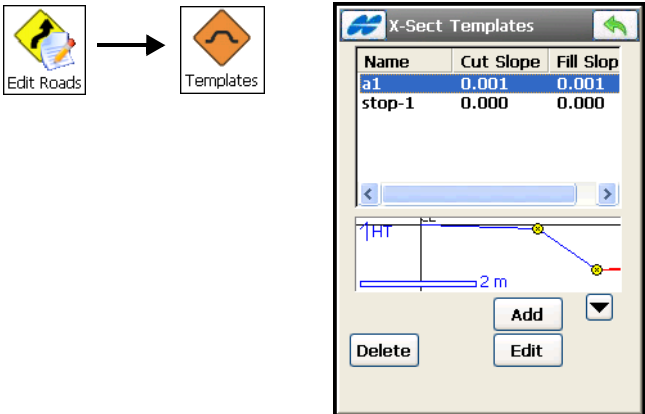 Edit Roads
Templates
X-Sect Templates
Name Cut Slope Fill Slop
a1 0.001 0.001
stop-1 0.000 0.000
HT
2 m
Add
Delete Edit